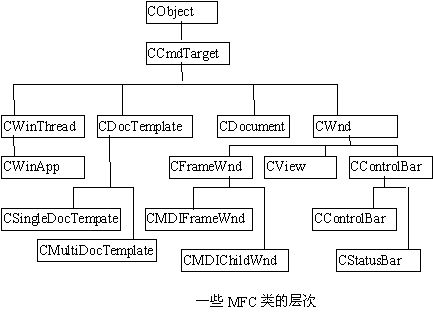 CObject
CCmdTarget
CWinThread
CDocTemplate
CDocument
CWnd
CWinApp
CFrameWnd
CView
CControlBar
CSingleDocTempate
CMDIFrameWnd
CControlBar
CMultiDocTemplate
CMDIChildWnd
CStatusBar
一些 MFC 类的层次